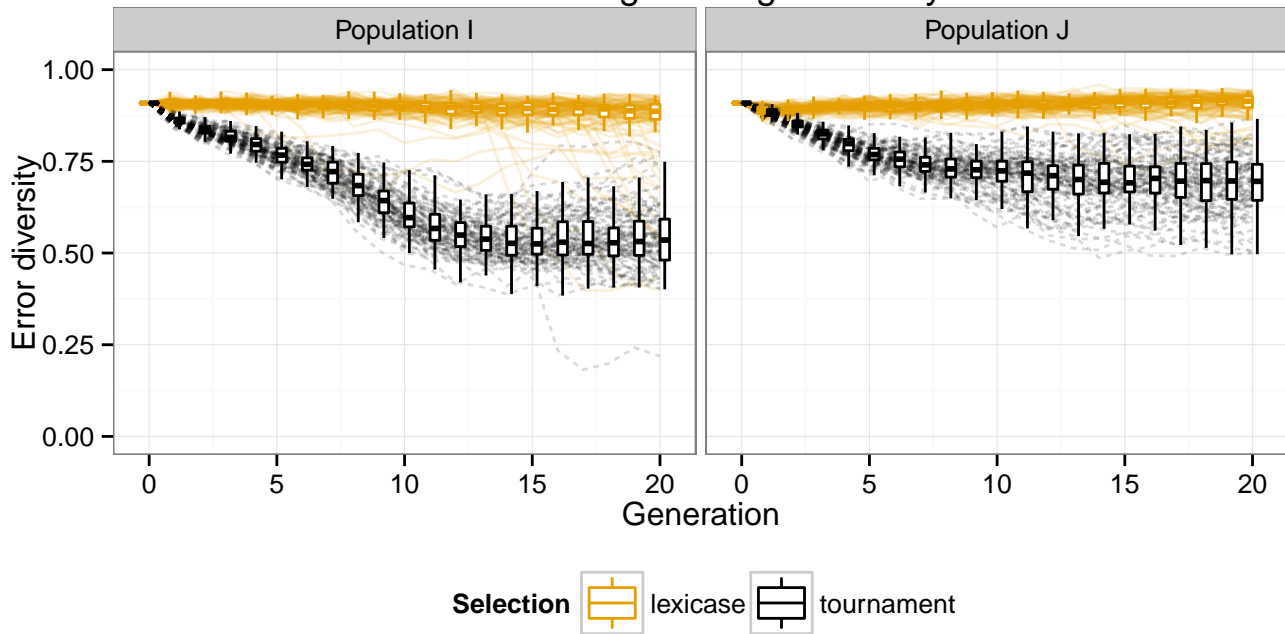 Population I
Population J
1.00
0.75
0.50
0.25
0.00
Error diversity
0 5 10 15 20
0 5 10 15 20
Generation
Selection lexicase tournament